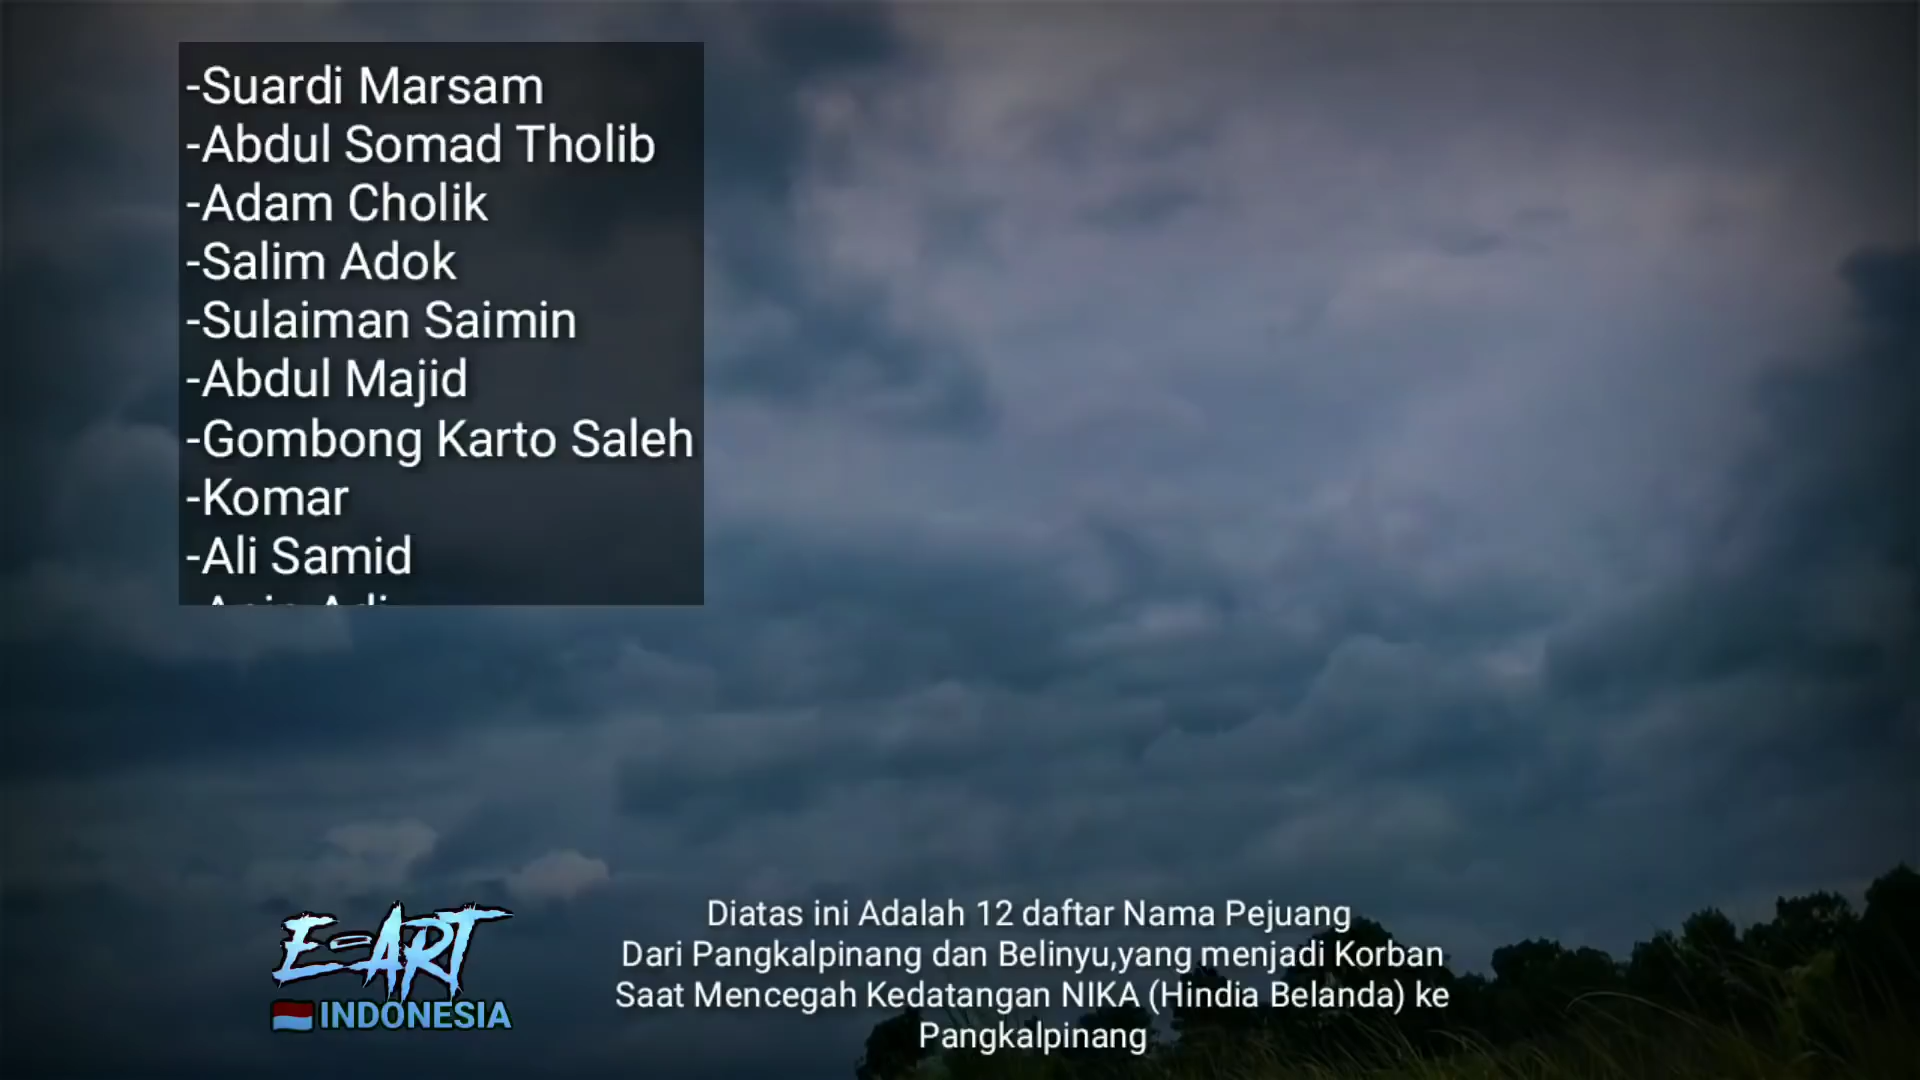 -Suardi Marsam
-Abdul Somad Tholib
-Adam Cholik
-Salim Adok
-Sulaiman Saimin
-Abdul Majid
-Gombong Karto Saleh
-Komar
-Ali Samid
E=ART
INDONESIA
Diatas ini Adalah 12 daftar Nama Pejuang
Dari Pangkalpinang dan Belinyu,yang menjadi Korban
Saat Mencegah Kedatangan NIKA (Hindia Belanda) ke
Pangkalpinang